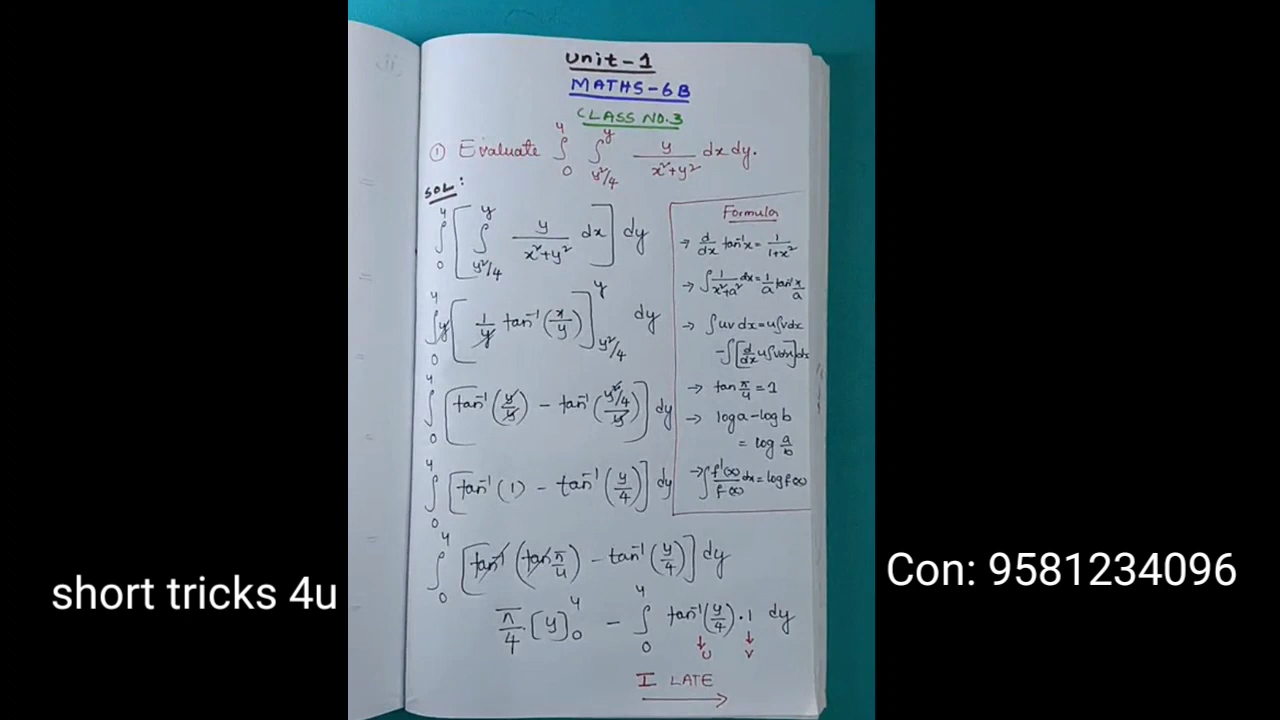 Unit-1
MATHS-6B
CLASS NO.3
① Evaluate ∫₀⁴ ∫_{y²/4}^{y} y/(x²+y²) dx dy.
SOL:
∫₀⁴ [ ∫_{y²/4}^{y} y/(x²+y²) dx ] dy
∫₀⁴ y [ 1/y tan⁻¹(x/y) ]_{y²/4}^{y} dy
∫₀⁴ [ tan⁻¹(y/y) - tan⁻¹((y²/4)/y) ] dy
∫₀⁴ [ tan⁻¹(1) - tan⁻¹(y/4) ] dy
∫₀⁴ [ tan⁻¹(tan π/4) - tan⁻¹(y/4) ] dy
π/4 · [y]₀⁴ - ∫₀⁴ tan⁻¹(y/4) · 1 dy
↓ ↓
U V
I LATE
Formula
→ d/dx tan⁻¹x = 1/(1+x²)
→ ∫ 1/(x²+a²) dx = 1/a tan⁻¹ x/a
→ ∫uv dx = u∫vdx
-∫[d/dx u∫vdx]dx
→ tan π/4 = 1
→ log a - log b
= log a/b
→ ∫ f'(x)/f(x) dx = log f(x)
short tricks 4u
Con: 9581234096